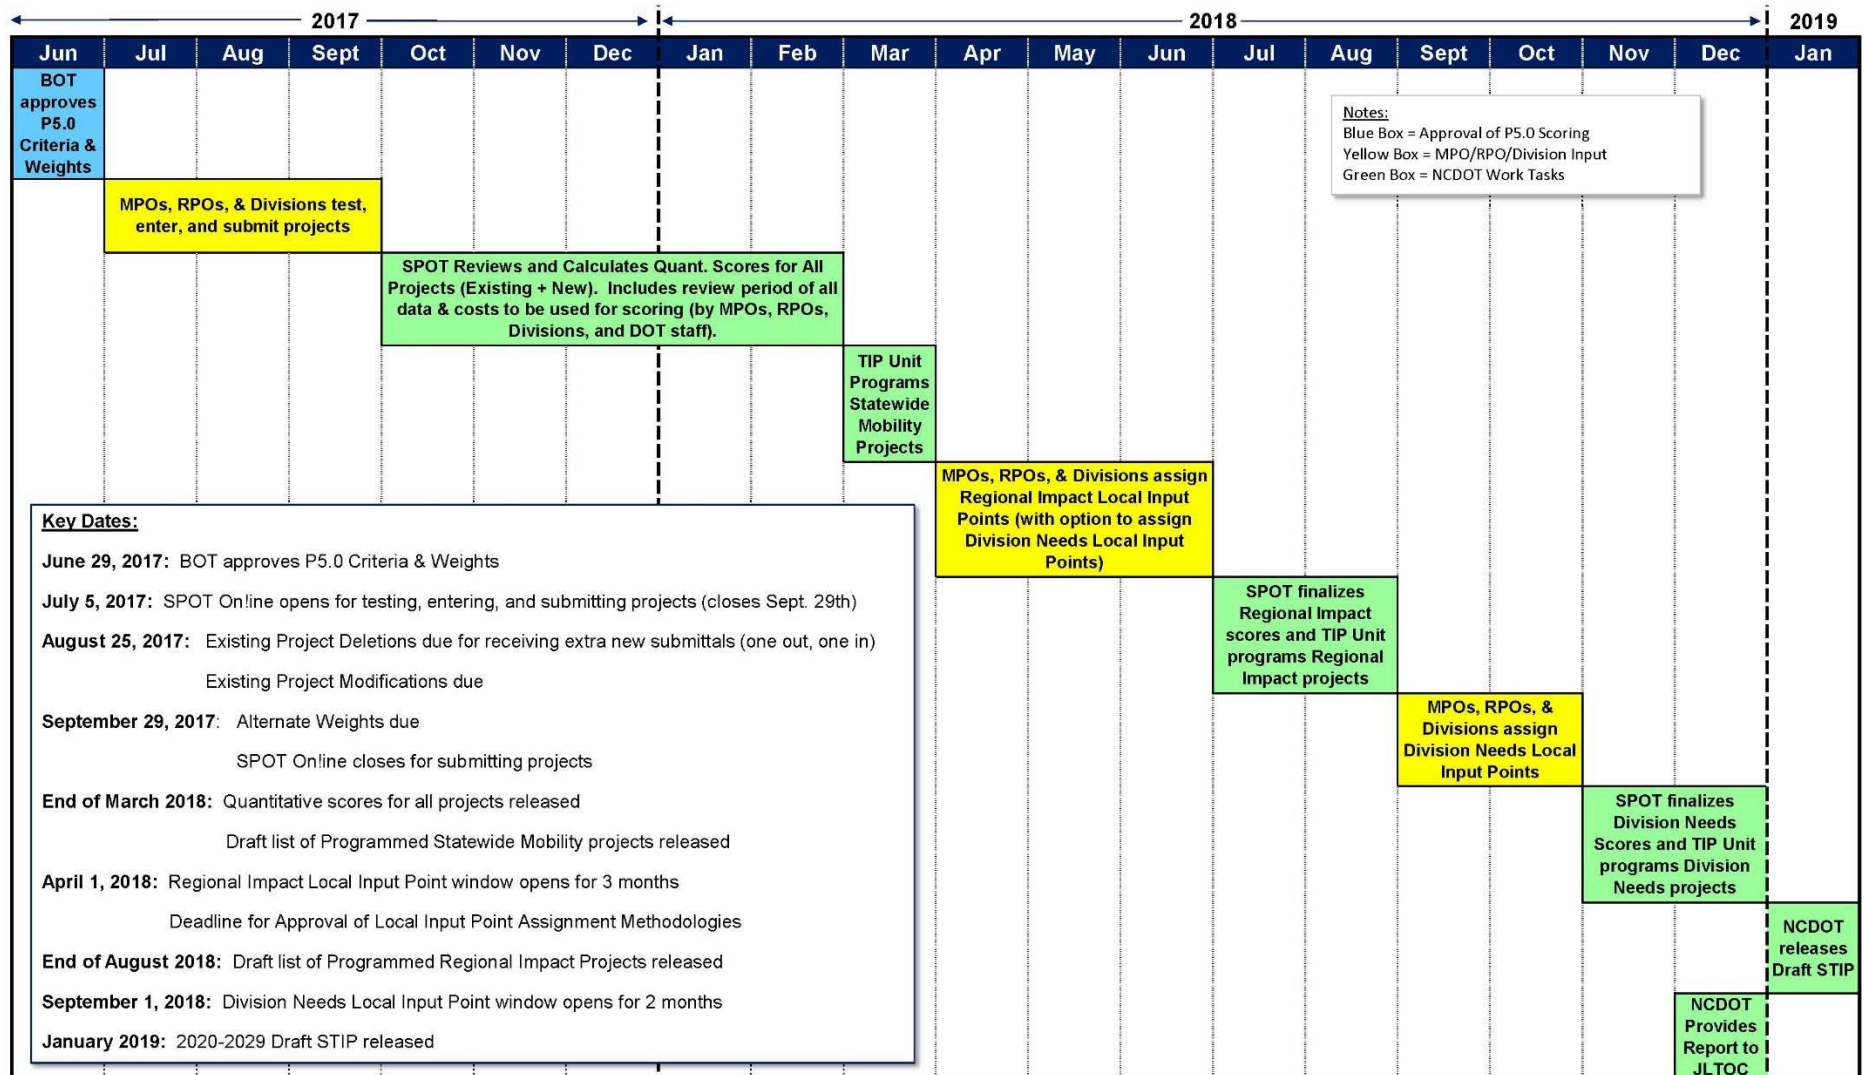 2017
2018
2019
Jun Jul Aug Sept Oct Nov Dec Jan Feb Mar Apr May Jun Jul Aug Sept Oct Nov Dec Jan
BOT
approves
P5.0
Criteria &
Weights
Notes:
Blue Box = Approval of P5.0 Scoring
Yellow Box = MPO/RPO/Division Input
Green Box = NCDOT Work Tasks
MPOs, RPOs, & Divisions test,
enter, and submit projects
SPOT Reviews and Calculates Quant. Scores for All
Projects (Existing + New). Includes review period of all
data & costs to be used for scoring (by MPOs, RPOs,
Divisions, and DOT staff).
TIP Unit
Programs
Statewide
Mobility
Projects
MPOs, RPOs, & Divisions assign
Regional Impact Local Input
Points (with option to assign
Division Needs Local Input
Points)
SPOT finalizes
Regional Impact
scores and TIP Unit
programs Regional
Impact projects
MPOs, RPOs, &
Divisions assign
Division Needs Local
Input Points
SPOT finalizes
Division Needs
Scores and TIP Unit
programs Division
Needs projects
NCDOT
releases
Draft STIP
NCDOT
Provides
Report to
JLTOC
Key Dates:
June 29, 2017: BOT approves P5.0 Criteria & Weights
July 5, 2017: SPOT On!ine opens for testing, entering, and submitting projects (closes Sept. 29th)
August 25, 2017: Existing Project Deletions due for receiving extra new submittals (one out, one in)
Existing Project Modifications due
September 29, 2017: Alternate Weights due
SPOT On!ine closes for submitting projects
End of March 2018: Quantitative scores for all projects released
Draft list of Programmed Statewide Mobility projects released
April 1, 2018: Regional Impact Local Input Point window opens for 3 months
Deadline for Approval of Local Input Point Assignment Methodologies
End of August 2018: Draft list of Programmed Regional Impact Projects released
September 1, 2018: Division Needs Local Input Point window opens for 2 months
January 2019: 2020-2029 Draft STIP released